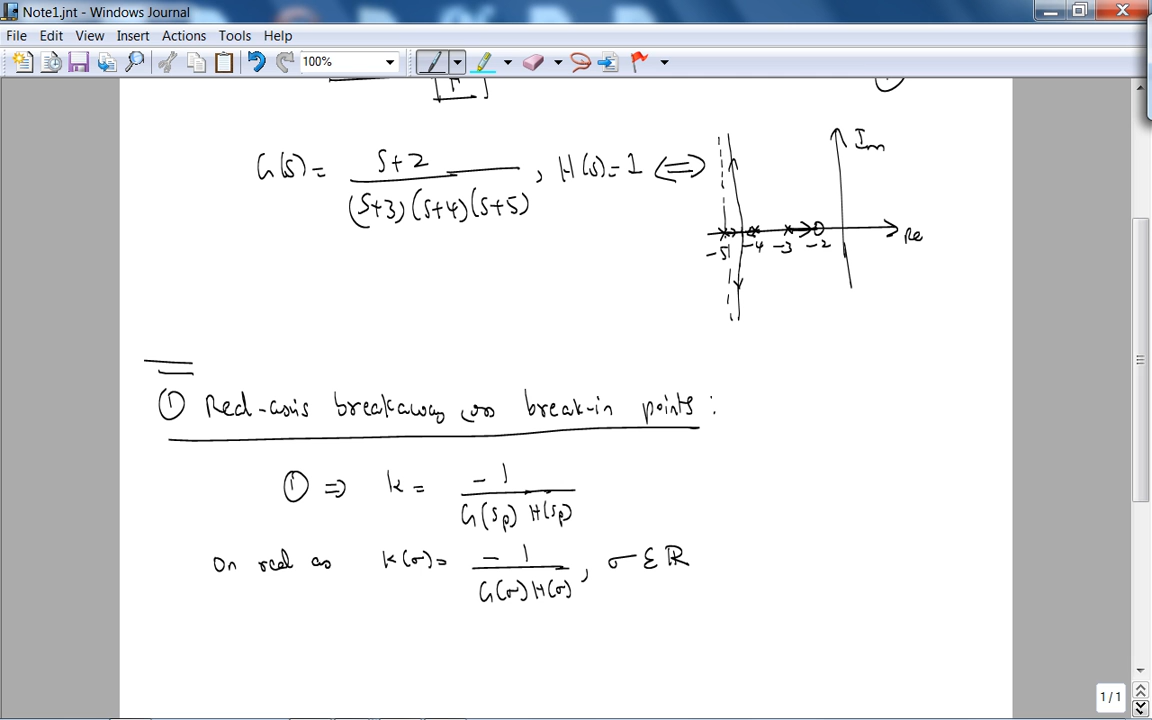 Note1.jnt - Windows Journal
File Edit View Insert Actions Tools Help
100%
G(s) = s+2 / (s+3)(s+4)(s+5) , H(s)=1 ⟺
Im
Re
-5 -4 -3 -2
① Real-axis breakaway or break-in points :
① ⇒ k = -1 / G(sp) H(sp)
On real as k(σ) = -1 / G(σ)H(σ) , σ ∈ ℝ
1 / 1